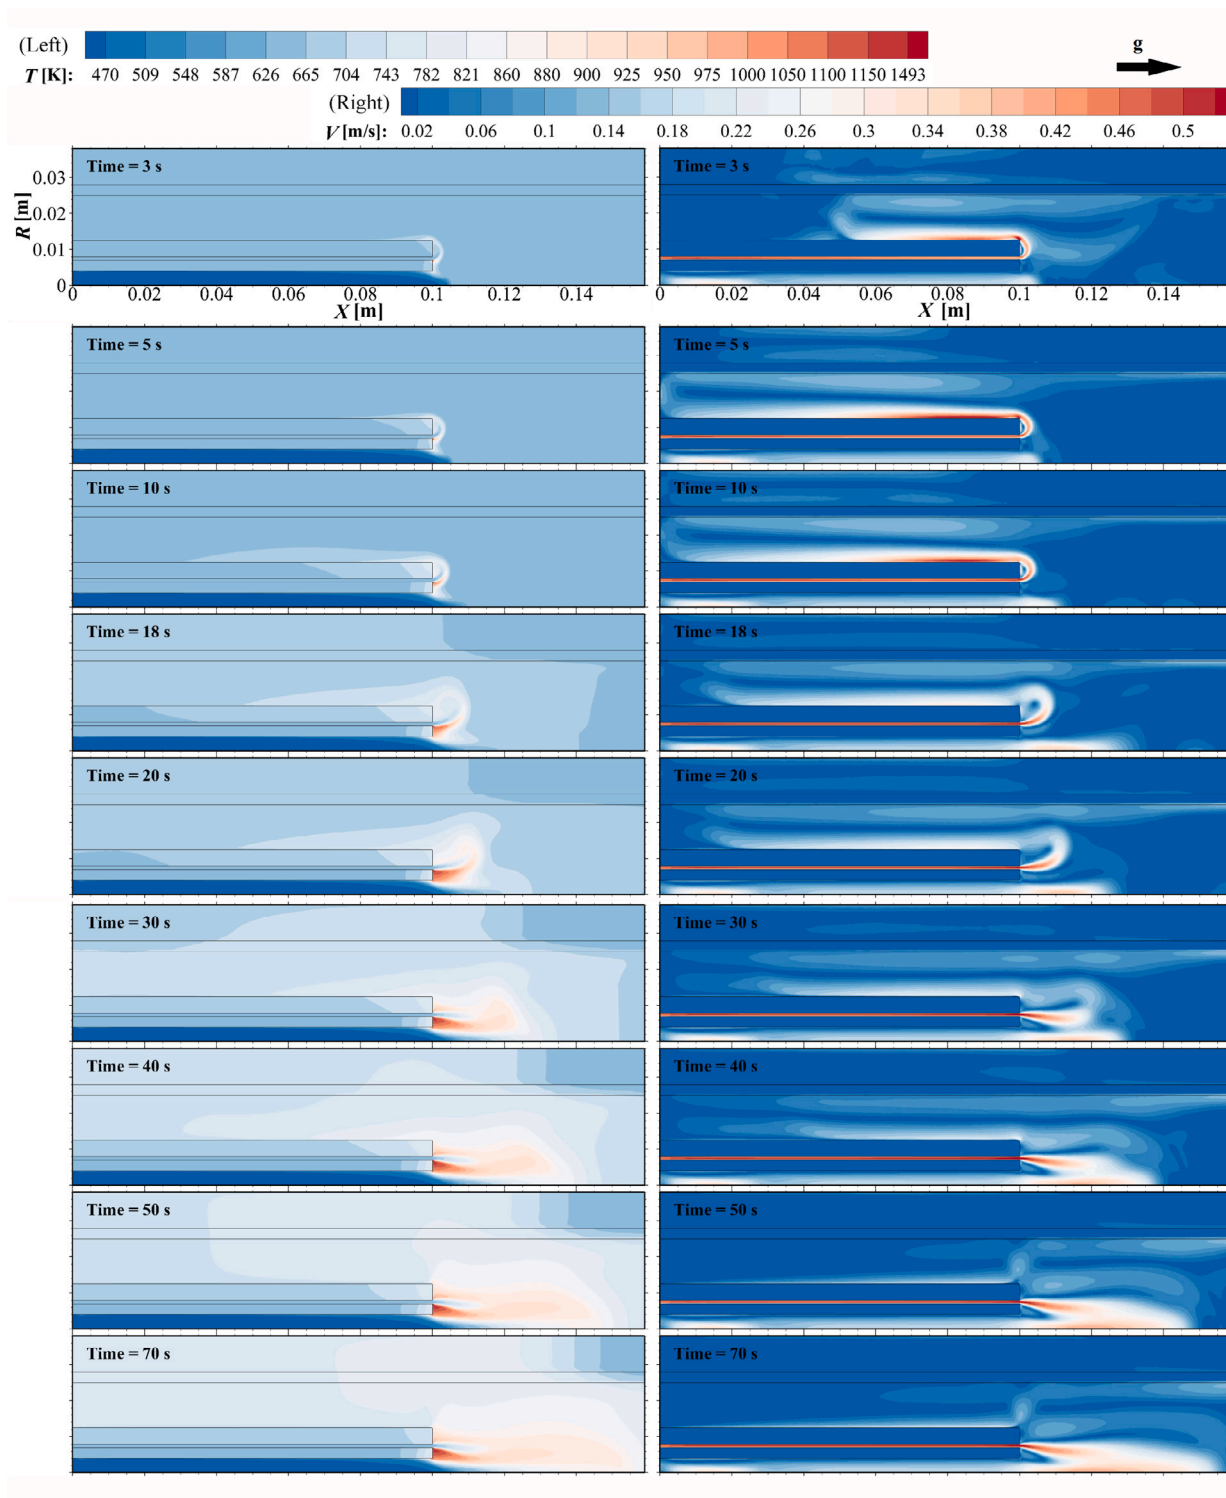 (Left)
T [K]: 470 509 548 587 626 665 704 743 782 821 860 880 900 925 950 975 1000 1050 1100 1150 1493
g
(Right)
V [m/s]: 0.02 0.06 0.1 0.14 0.18 0.22 0.26 0.3 0.34 0.38 0.42 0.46 0.5
Time = 3 s Time = 3 s
0.03
0.02
0.01
0
R [m]
0 0.02 0.04 0.06 0.08 0.1 0.12 0.14 0 0.02 0.04 0.06 0.08 0.1 0.12 0.14
X [m] X [m]
Time = 5 s Time = 5 s
Time = 10 s Time = 10 s
Time = 18 s Time = 18 s
Time = 20 s Time = 20 s
Time = 30 s Time = 30 s
Time = 40 s Time = 40 s
Time = 50 s Time = 50 s
Time = 70 s Time = 70 s